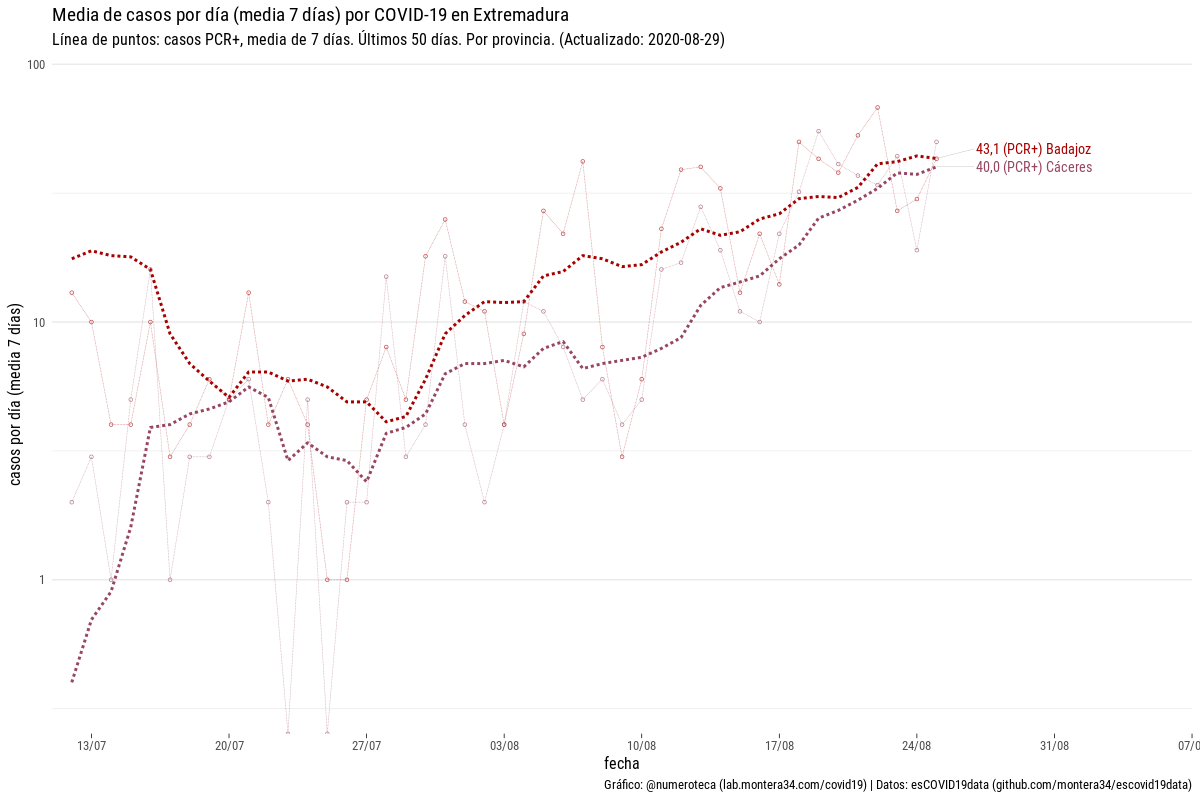 Media de casos por día (media 7 días) por COVID-19 en Extremadura
Línea de puntos: casos PCR+, media de 7 días. Últimos 50 días. Por provincia. (Actualizado: 2020-08-29)
100
10
1
casos por día (media 7 días)
43,1 (PCR+) Badajoz
40,0 (PCR+) Cáceres
13/07
20/07
27/07
03/08
10/08
17/08
24/08
31/08
07/0
fecha
Gráfico: @numeroteca (lab.montera34.com/covid19) | Datos: esCOVID19data (github.com/montera34/escovid19data)